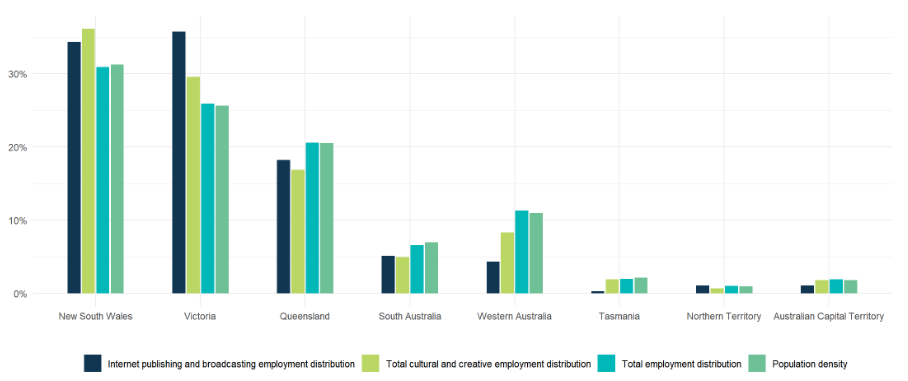 30%
20%
10%
0%
New South Wales Victoria Queensland South Australia Western Australia Tasmania Northern Territory Australian Capital Territory
Internet publishing and broadcasting employment distribution Total cultural and creative employment distribution Total employment distribution Population density